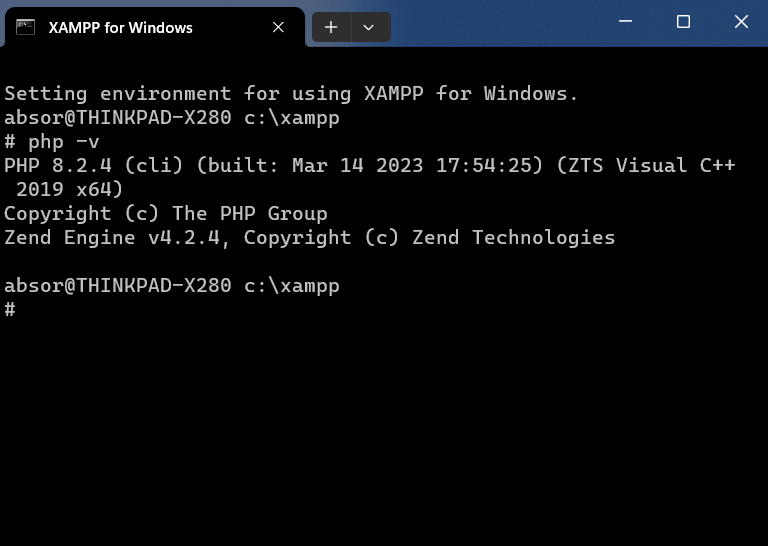 XAMPP for Windows
Setting environment for using XAMPP for Windows.
absor@THINKPAD-X280 c:\xampp
# php -v
PHP 8.2.4 (cli) (built: Mar 14 2023 17:54:25) (ZTS Visual C++
 2019 x64)
Copyright (c) The PHP Group
Zend Engine v4.2.4, Copyright (c) Zend Technologies
absor@THINKPAD-X280 c:\xampp
#